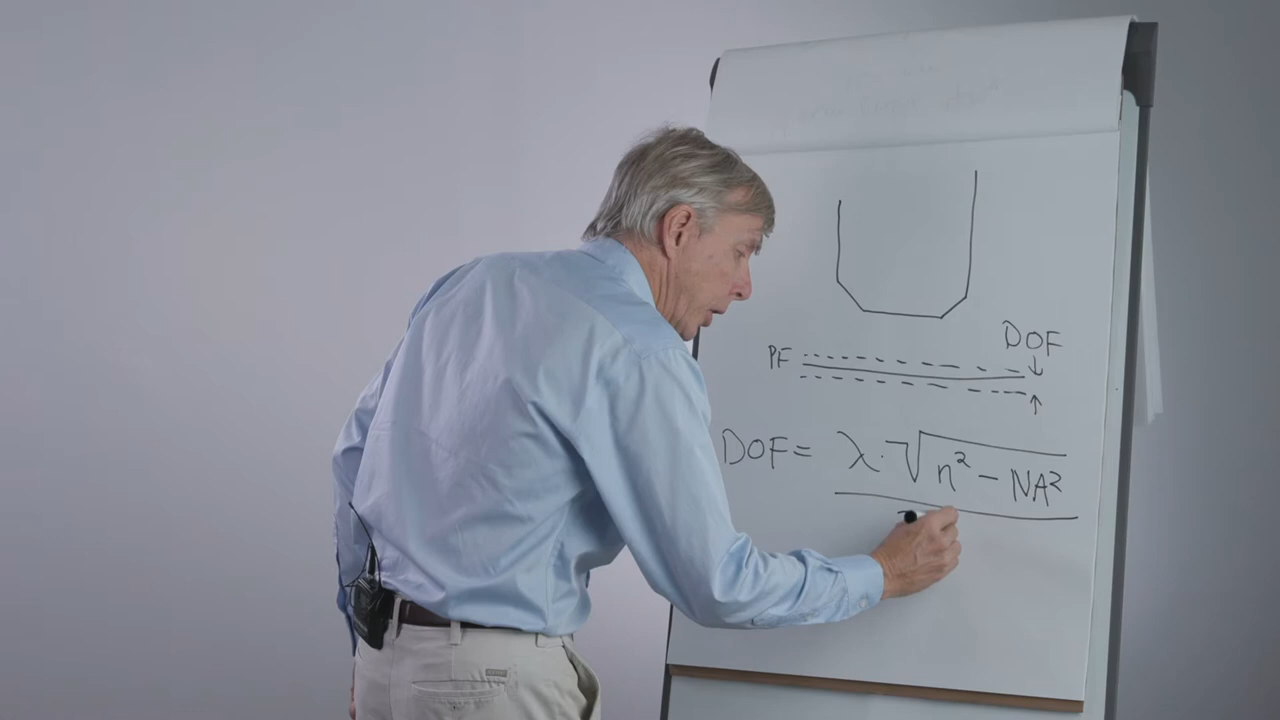 DOF
PF
DOF = λ·√n² - NA²